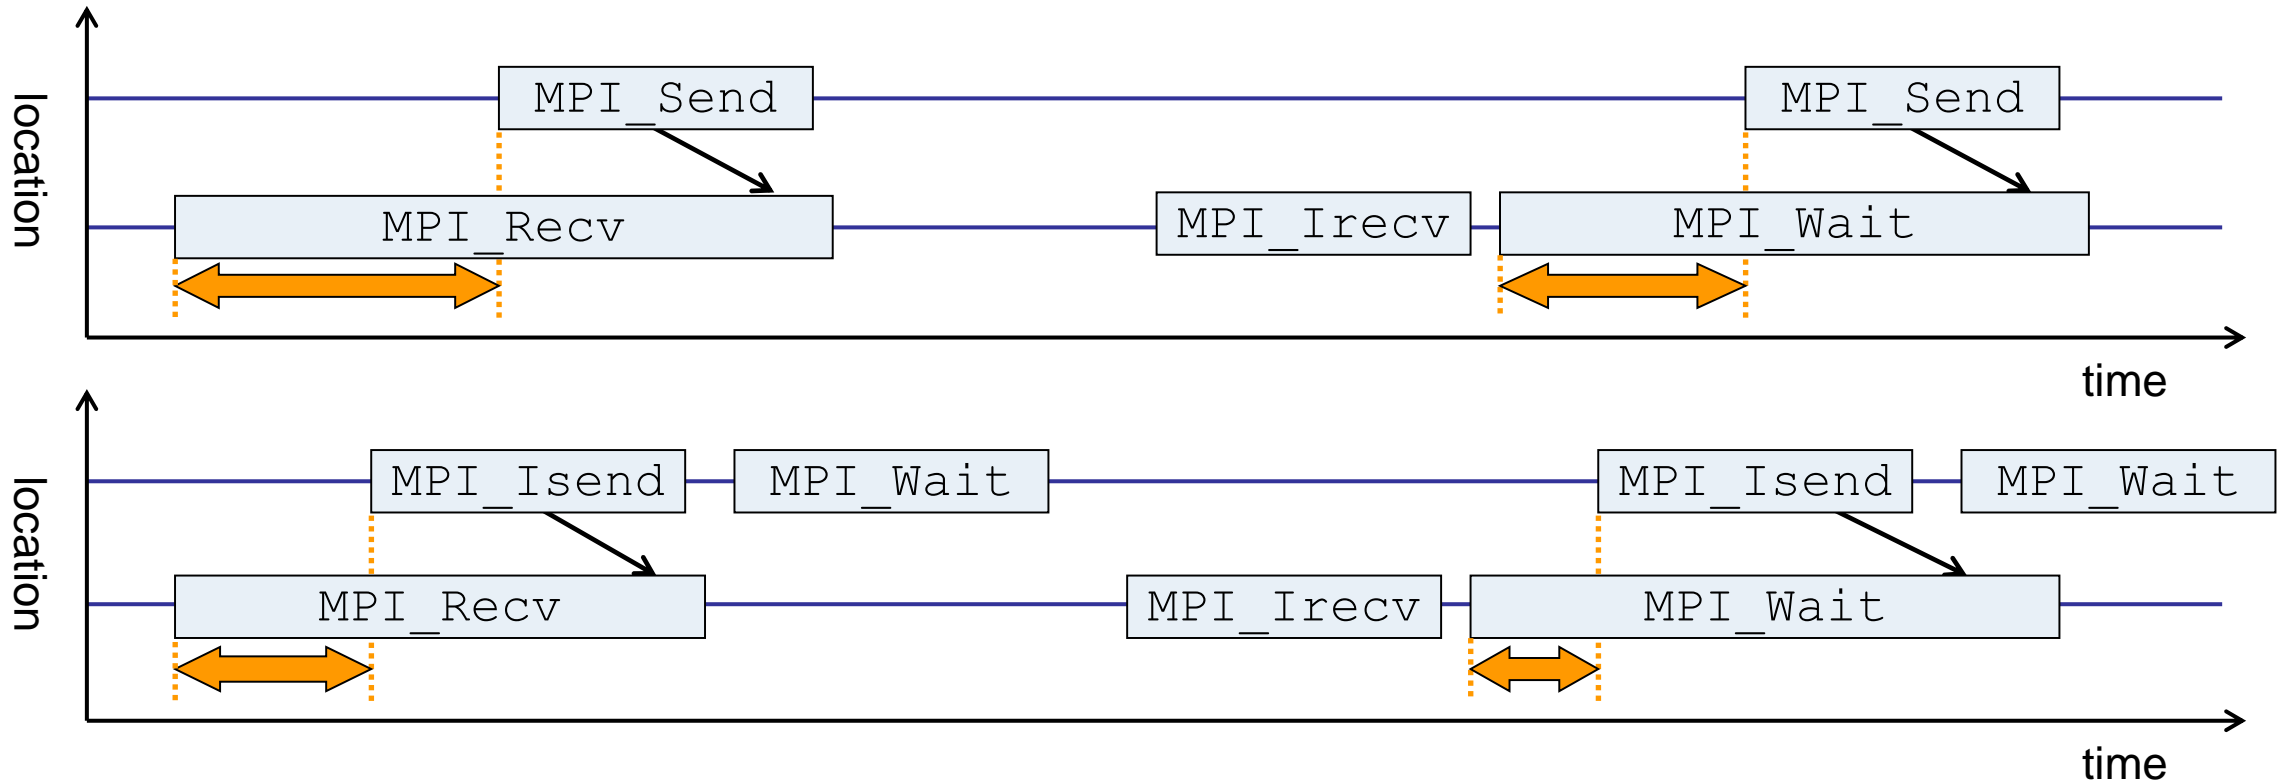 location
MPI_Send
MPI_Send
MPI_Recv
MPI_Irecv
MPI_Wait
time
location
MPI_Isend
MPI_Wait
MPI_Isend
MPI_Wait
MPI_Recv
MPI_Irecv
MPI_Wait
time